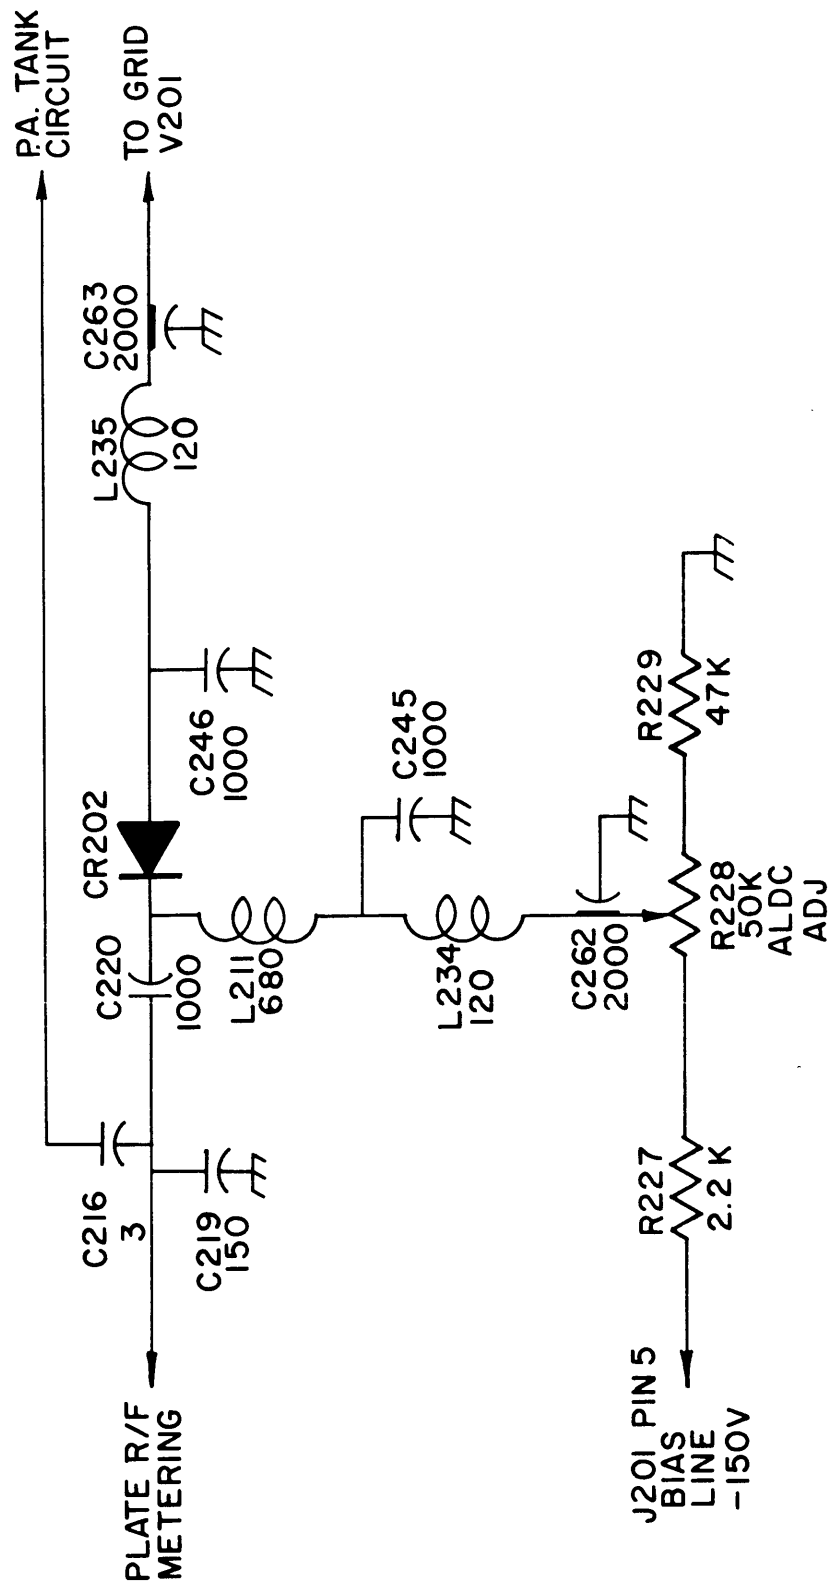 P.A. TANK
CIRCUIT
TO GRID
V201
C263
2000
L235
120
C246
1000
CR202
C220
1000
C216
3
C219
150
PLATE R/F
METERING
L211
680
C245
1000
L234
120
C262
2000
R229
47K
R228
50K
ALDC
ADJ
R227
2.2K
J201 PIN 5
BIAS
LINE
-150V